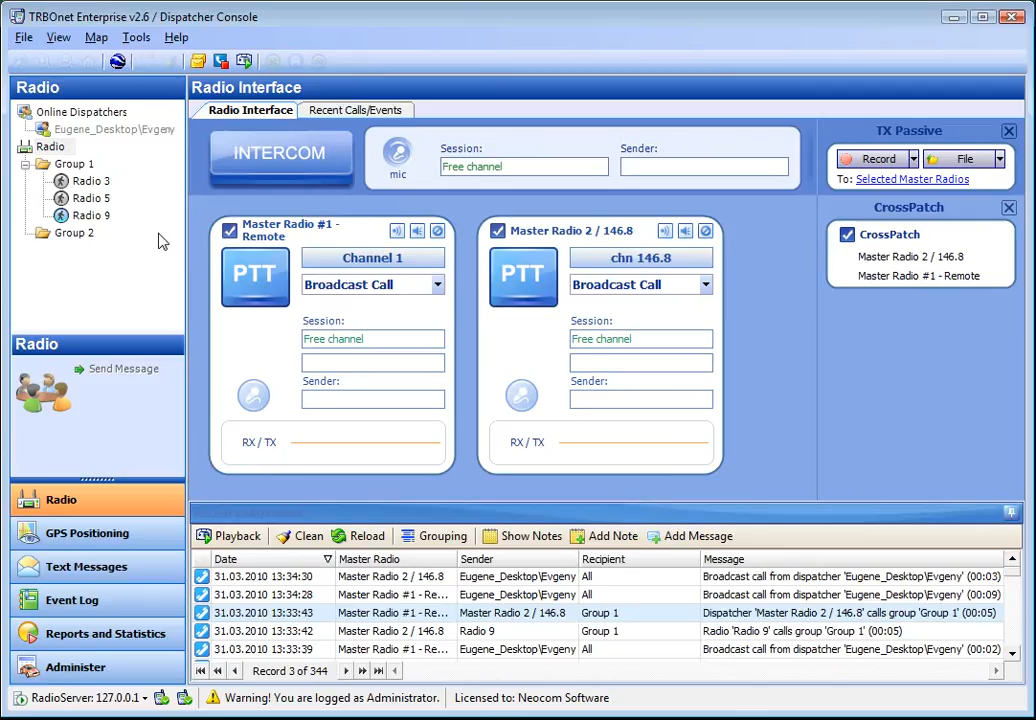 TRBOnet Enterprise v2.6 / Dispatcher Console
File View Map Tools Help
Radio
Online Dispatchers
Eugene_Desktop\Evgeny
Radio
Group 1
Radio 3
Radio 5
Radio 9
Group 2
Radio
Send Message
Radio
GPS Positioning
Text Messages
Event Log
Reports and Statistics
Administer
Radio Interface
Radio Interface Recent Calls/Events
INTERCOM
mic
Session:
Free channel
Sender:
Master Radio #1 -
Remote
PTT
Channel 1
Broadcast Call
Session:
Free channel
Sender:
RX / TX
Master Radio 2 / 146.8
PTT
chn 146.8
Broadcast Call
Session:
Free channel
Sender:
RX / TX
TX Passive
Record File
To: Selected Master Radios
CrossPatch
CrossPatch
Master Radio 2 / 146.8
Master Radio #1 - Remote
Playback Clean Reload Grouping Show Notes Add Note Add Message
Date Master Radio Sender Recipient Message
31.03.2010 13:34:30 Master Radio 2 / 146.8 Eugene_Desktop\Evgeny All Broadcast call from dispatcher 'Eugene_Desktop\Evgeny' (00:03)
31.03.2010 13:34:28 Master Radio #1 - Re... Eugene_Desktop\Evgeny All Broadcast call from dispatcher 'Eugene_Desktop\Evgeny' (00:09)
31.03.2010 13:33:43 Master Radio #1 - Re... Master Radio 2 / 146.8 Group 1 Dispatcher 'Master Radio 2 / 146.8' calls group 'Group 1' (00:05)
31.03.2010 13:33:42 Master Radio 2 / 146.8 Radio 9 Group 1 Radio 'Radio 9' calls group 'Group 1' (00:05)
31.03.2010 13:33:39 Master Radio #1 - Re... Eugene_Desktop\Evgeny All Broadcast call from dispatcher 'Eugene_Desktop\Evgeny' (00:02)
Record 3 of 344
RadioServer: 127.0.0.1 Warning! You are logged as Administrator. Licensed to: Neocom Software